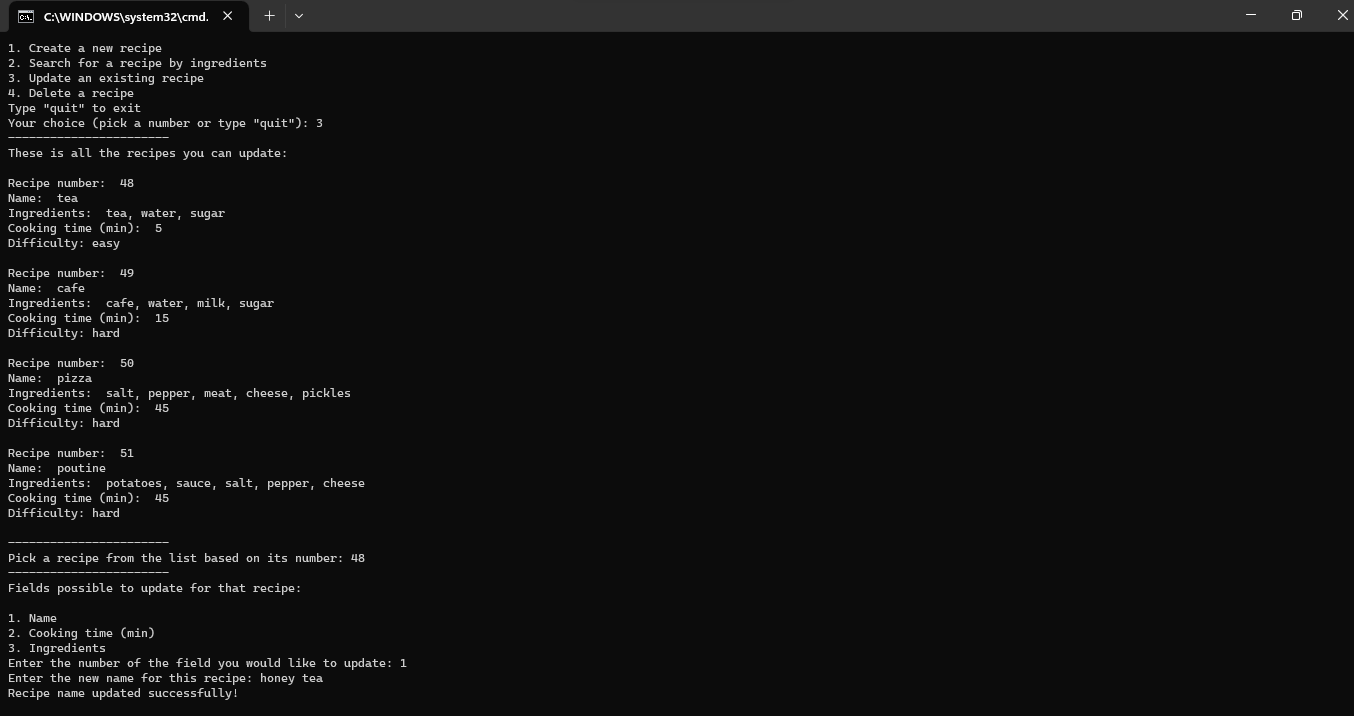 C:\WINDOWS\system32\cmd.
1. Create a new recipe
2. Search for a recipe by ingredients
3. Update an existing recipe
4. Delete a recipe
Type "quit" to exit
Your choice (pick a number or type "quit"): 3
-----------------------
These is all the recipes you can update:
Recipe number:  48
Name:  tea
Ingredients:  tea, water, sugar
Cooking time (min):  5
Difficulty: easy
Recipe number:  49
Name:  cafe
Ingredients:  cafe, water, milk, sugar
Cooking time (min):  15
Difficulty: hard
Recipe number:  50
Name:  pizza
Ingredients:  salt, pepper, meat, cheese, pickles
Cooking time (min):  45
Difficulty: hard
Recipe number:  51
Name:  poutine
Ingredients:  potatoes, sauce, salt, pepper, cheese
Cooking time (min):  45
Difficulty: hard
-----------------------
Pick a recipe from the list based on its number: 48
-----------------------
Fields possible to update for that recipe:
1. Name
2. Cooking time (min)
3. Ingredients
Enter the number of the field you would like to update: 1
Enter the new name for this recipe: honey tea
Recipe name updated successfully!